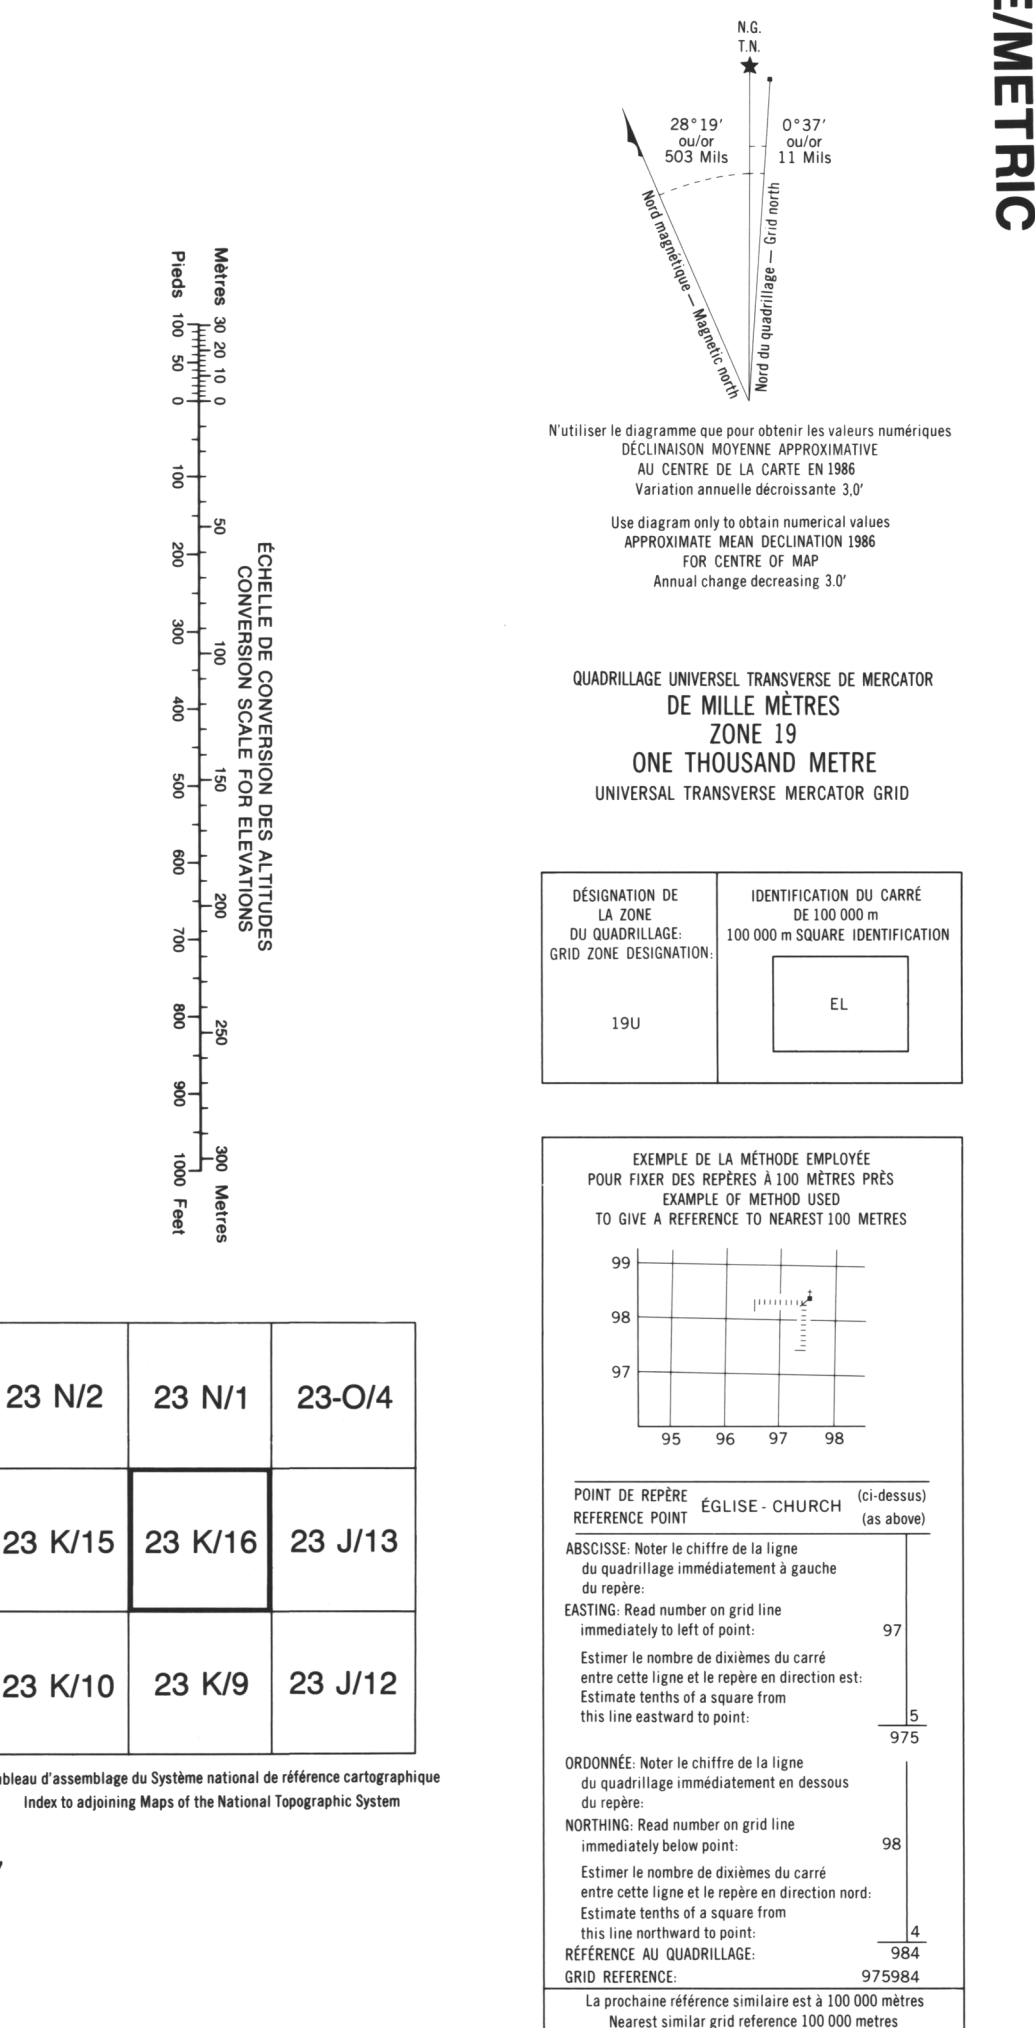 E/METRIC
N.G.
T.N.
28°19′
ou/or
503 Mils
0°37′
ou/or
11 Mils
Nord magnétique — Magnetic north
Nord du quadrillage — Grid north
N'utiliser le diagramme que pour obtenir les valeurs numériques
DÉCLINAISON MOYENNE APPROXIMATIVE
AU CENTRE DE LA CARTE EN 1986
Variation annuelle décroissante 3,0′
Use diagram only to obtain numerical values
APPROXIMATE MEAN DECLINATION 1986
FOR CENTRE OF MAP
Annual change decreasing 3.0′
ÉCHELLE DE CONVERSION DES ALTITUDES
CONVERSION SCALE FOR ELEVATIONS
Mètres 30 20 10 0 50 100 150 200 250 300 Metres
Pieds 100 50 0 100 200 300 400 500 600 700 800 900 1000 Feet
QUADRILLAGE UNIVERSEL TRANSVERSE DE MERCATOR
DE MILLE MÈTRES
ZONE 19
ONE THOUSAND METRE
UNIVERSAL TRANSVERSE MERCATOR GRID
DÉSIGNATION DE
LA ZONE
DU QUADRILLAGE:
GRID ZONE DESIGNATION:
19U
IDENTIFICATION DU CARRÉ
DE 100 000 m
100 000 m SQUARE IDENTIFICATION
EL
EXEMPLE DE LA MÉTHODE EMPLOYÉE
POUR FIXER DES REPÈRES À 100 MÈTRES PRÈS
EXAMPLE OF METHOD USED
TO GIVE A REFERENCE TO NEAREST 100 METRES
99
98
97
95 96 97 98
POINT DE REPÈRE
REFERENCE POINT
ÉGLISE - CHURCH
(ci-dessus)
(as above)
ABSCISSE: Noter le chiffre de la ligne
du quadrillage immédiatement à gauche
du repère:
EASTING: Read number on grid line
immediately to left of point: 97
Estimer le nombre de dixièmes du carré
entre cette ligne et le repère en direction est:
Estimate tenths of a square from
this line eastward to point: 5
975
ORDONNÉE: Noter le chiffre de la ligne
du quadrillage immédiatement en dessous
du repère:
NORTHING: Read number on grid line
immediately below point: 98
Estimer le nombre de dixièmes du carré
entre cette ligne et le repère en direction nord:
Estimate tenths of a square from
this line northward to point: 4
RÉFÉRENCE AU QUADRILLAGE: 984
GRID REFERENCE: 975984
La prochaine référence similaire est à 100 000 mètres
Nearest similar grid reference 100 000 metres
23 N/2 23 N/1 23-O/4
23 K/15 23 K/16 23 J/13
23 K/10 23 K/9 23 J/12
bleau d'assemblage du Système national de référence cartographique
Index to adjoining Maps of the National Topographic System